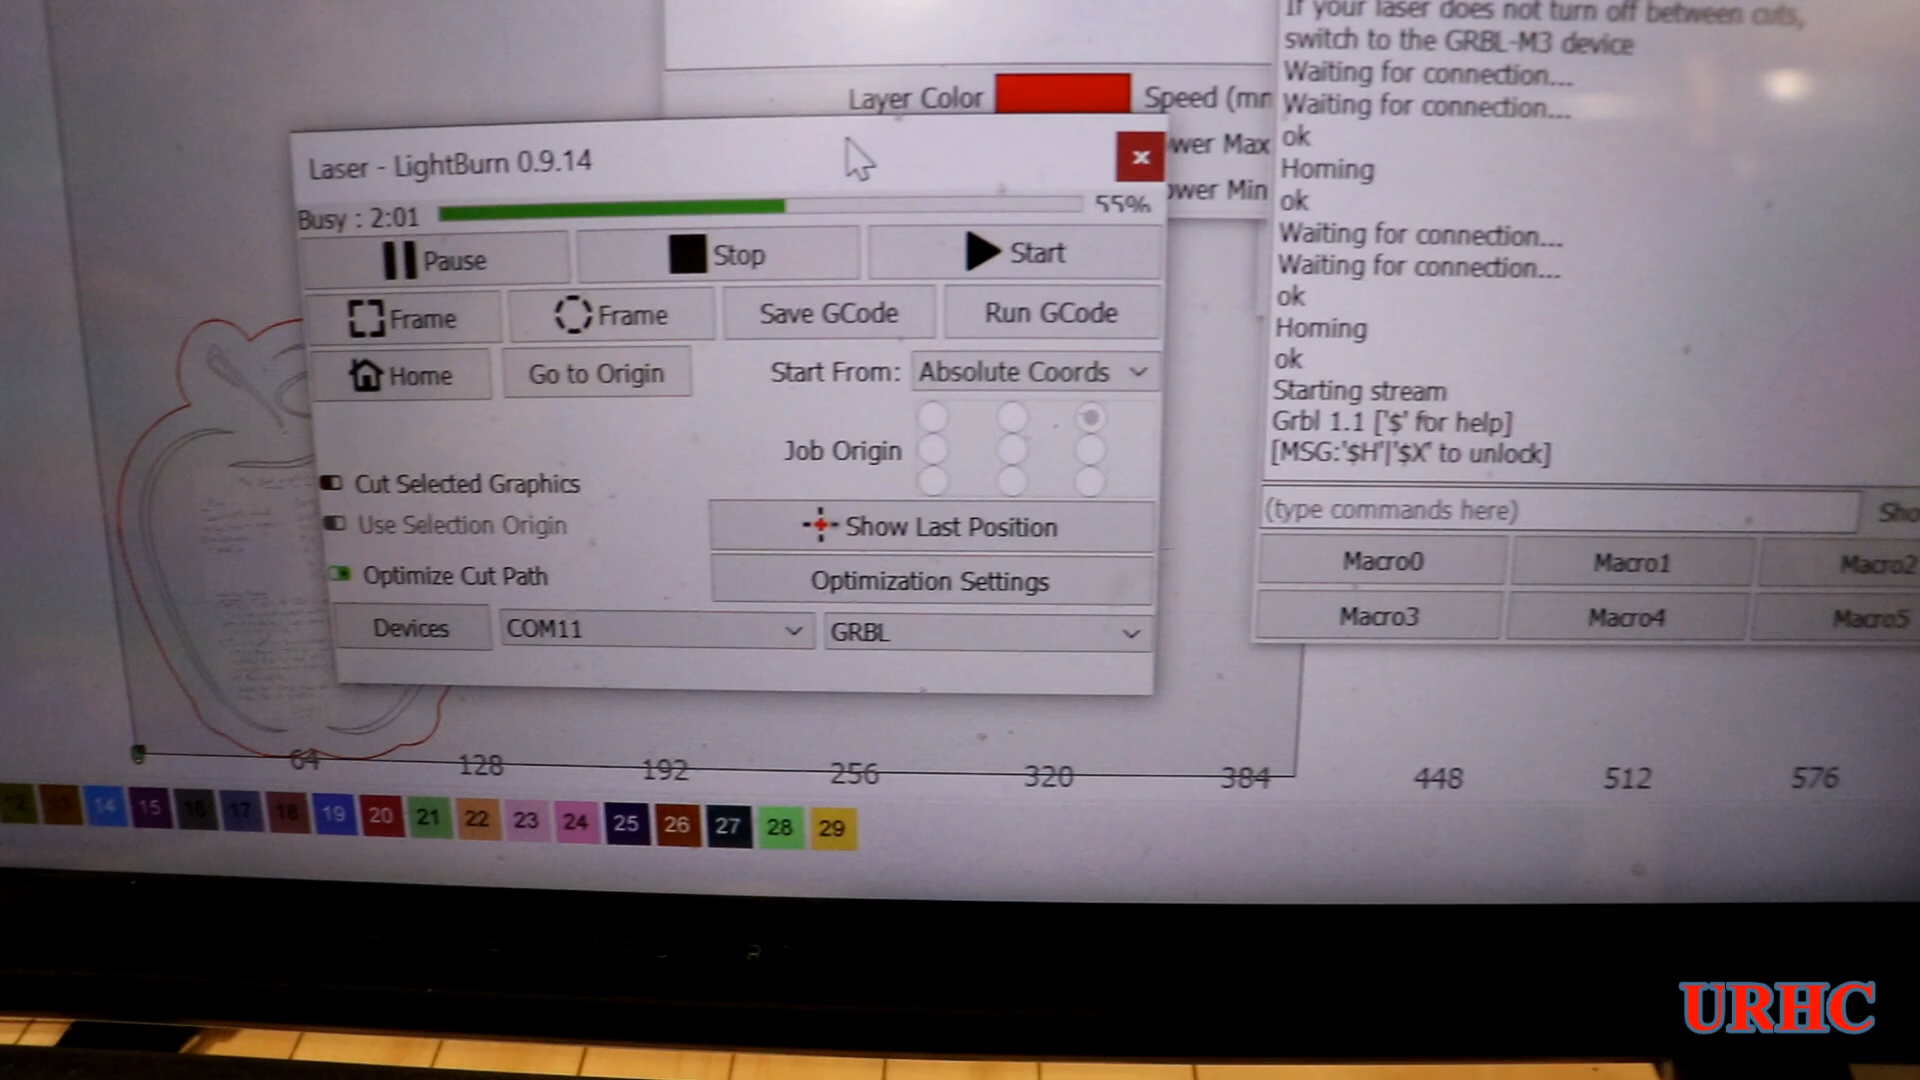 If your laser does not turn off between cuts,
switch to the GRBL-M3 device
Waiting for connection...
Waiting for connection...
ok
Homing
ok
Waiting for connection...
Waiting for connection...
ok
Homing
ok
Starting stream
Grbl 1.1 ['$' for help]
[MSG:'$H'|'$X' to unlock]
(type commands here)
Sho
Macro0 Macro1 Macro2
Macro3 Macro4 Macro5
Layer Color Speed (mm
wer Max
ower Min
Laser - LightBurn 0.9.14
x
Busy : 2:01 55%
Pause Stop Start
Frame Frame Save GCode Run GCode
Home Go to Origin Start From: Absolute Coords
Job Origin
Cut Selected Graphics
Use Selection Origin Show Last Position
Optimize Cut Path Optimization Settings
Devices COM11 GRBL
64 128 192 256 320 384 448 512 576
12 13 14 15 16 17 18 19 20 21 22 23 24 25 26 27 28 29
URHC